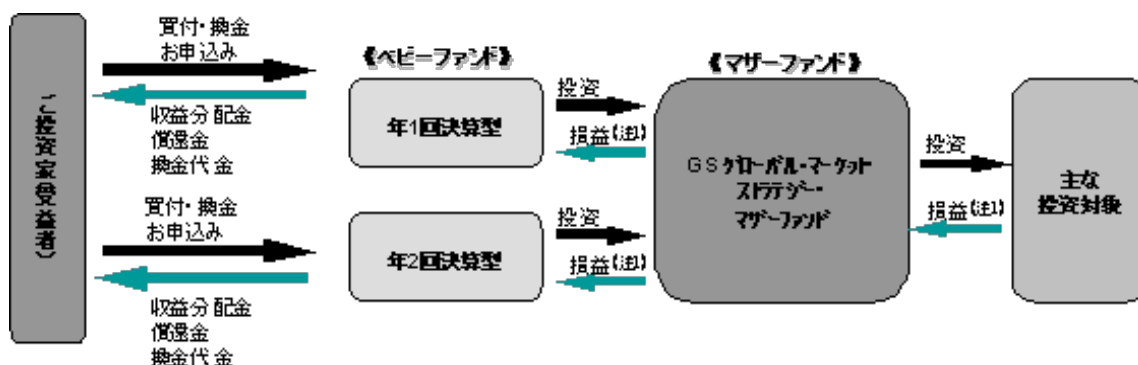 投資家
受益者)
買付・換金
お申込み
収益分配金
償還金
換金代金
買付・換金
お申込み
収益分配金
償還金
換金代金
《ベビーファンド》
年1回決算型
年2回決算型
投資
損益(注1)
投資
損益(注1)
《マザーファンド》
GSグローバル・マーケット
ストラテジー・
マザーファンド
投資
損益(注1)
主な
投資対象